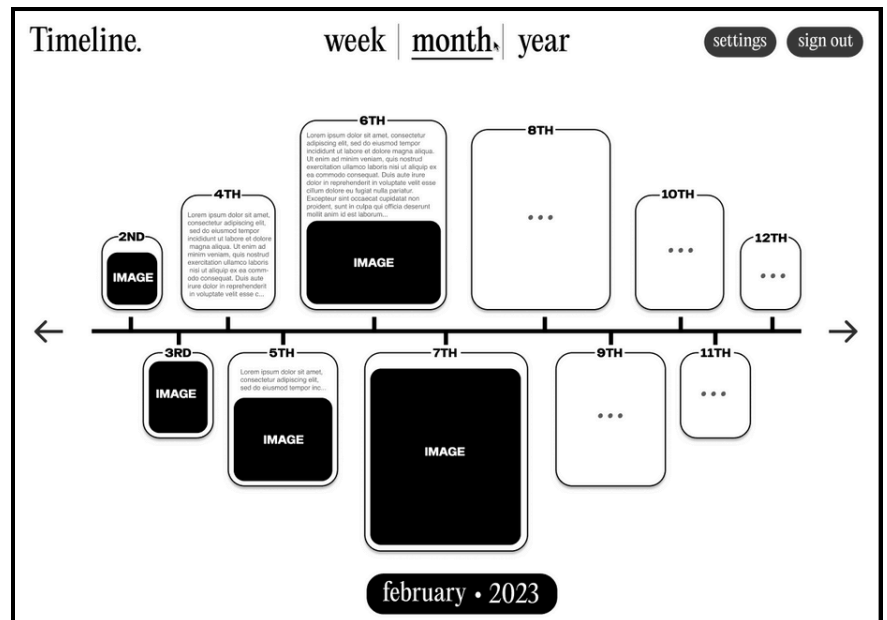 Timeline.
week | month. | year
settings
sign out
6TH
Lorem ipsum dolor sit amet, consectetur
adipiscing elit, sed do eiusmod tempor
incididunt ut labore et dolore magna aliqua.
Ut enim ad minim veniam, quis nostrud
exercitation ullamco laboris nisi ut aliquip ex
ea commodo consequat. Duis aute irure
dolor in reprehenderit in voluptate velit esse
cillum dolore eu fugiat nulla pariatur.
Excepteur sint occaecat cupidatat non
proident, sunt in culpa qui officia deserunt
mollit anim id est laborum...
IMAGE
8TH
...
4TH
Lorem ipsum dolor sit amet,
consectetur adipiscing elit,
sed do eiusmod tempor
incididunt ut labore et dolore
magna aliqua. Ut enim ad
minim veniam, quis nostrud
exercitation ullamco laboris
nisi ut aliquip ex ea comm-
odo consequat. Duis aute
irure dolor in reprehenderit
in voluptate velit esse c...
10TH
...
2ND
IMAGE
12TH
...
3RD
IMAGE
5TH
Lorem ipsum dolor sit amet,
consectetur adipiscing elit,
sed do eiusmod tempor inc...
IMAGE
7TH
IMAGE
9TH
...
11TH
...
february • 2023